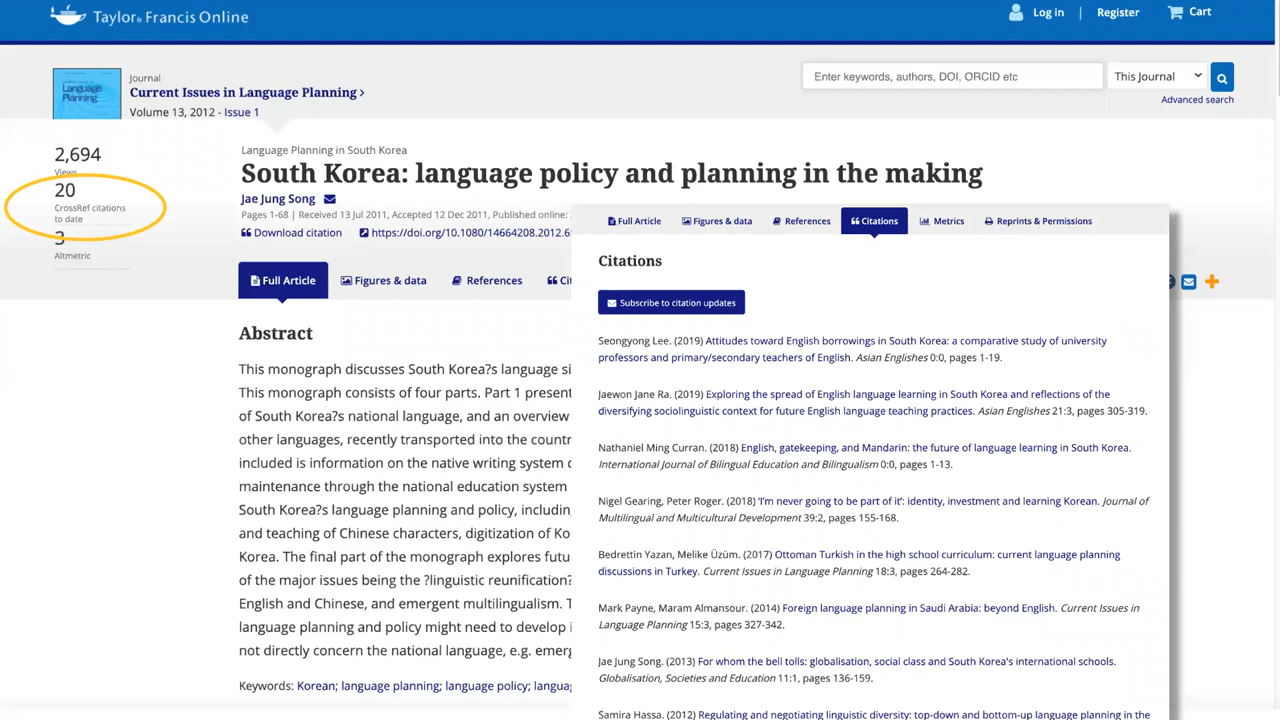 Taylor & Francis Online
Log in | Register Cart
Language Planning
Journal
Current Issues in Language Planning ›
Volume 13, 2012 - Issue 1
Enter keywords, authors, DOI, ORCID etc
This Journal
Advanced search
2,694
Views
20
CrossRef citations
to date
3
Altmetric
Language Planning in South Korea
South Korea: language policy and planning in the making
Jae Jung Song
Pages 1-68 | Received 13 Jul 2011, Accepted 12 Dec 2011, Published online:
Download citation https://doi.org/10.1080/14664208.2012.6
Full Article Figures & data References
Abstract
This monograph discusses South Korea?s language si
This monograph consists of four parts. Part 1 present
of South Korea?s national language, and an overview
other languages, recently transported into the countr
included is information on the native writing system
maintenance through the national education system
South Korea?s language planning and policy, includin
and teaching of Chinese characters, digitization of Ko
Korea. The final part of the monograph explores futu
of the major issues being the ?linguistic reunification?
English and Chinese, and emergent multilingualism. T
language planning and policy might need to develop i
not directly concern the national language, e.g. emerg
Keywords: Korean; language planning; language policy; langua
Full Article Figures & data References Citations Metrics Reprints & Permissions
Citations
Subscribe to citation updates
Seongyong Lee. (2019) Attitudes toward English borrowings in South Korea: a comparative study of university
professors and primary/secondary teachers of English. Asian Englishes 0:0, pages 1-19.
Jaewon Jane Ra. (2019) Exploring the spread of English language learning in South Korea and reflections of the
diversifying sociolinguistic context for future English language teaching practices. Asian Englishes 21:3, pages 305-319.
Nathaniel Ming Curran. (2018) English, gatekeeping, and Mandarin: the future of language learning in South Korea.
International Journal of Bilingual Education and Bilingualism 0:0, pages 1-13.
Nigel Gearing, Peter Roger. (2018) ‘I’m never going to be part of it’: identity, investment and learning Korean. Journal of
Multilingual and Multicultural Development 39:2, pages 155-168.
Bedrettin Yazan, Melike Üzüm. (2017) Ottoman Turkish in the high school curriculum: current language planning
discussions in Turkey. Current Issues in Language Planning 18:3, pages 264-282.
Mark Payne, Maram Almansour. (2014) Foreign language planning in Saudi Arabia: beyond English. Current Issues in
Language Planning 15:3, pages 327-342.
Jae Jung Song. (2013) For whom the bell tolls: globalisation, social class and South Korea's international schools.
Globalisation, Societies and Education 11:1, pages 136-159.
Samira Hassa. (2012) Regulating and negotiating linguistic diversity: top-down and bottom-up language planning in the